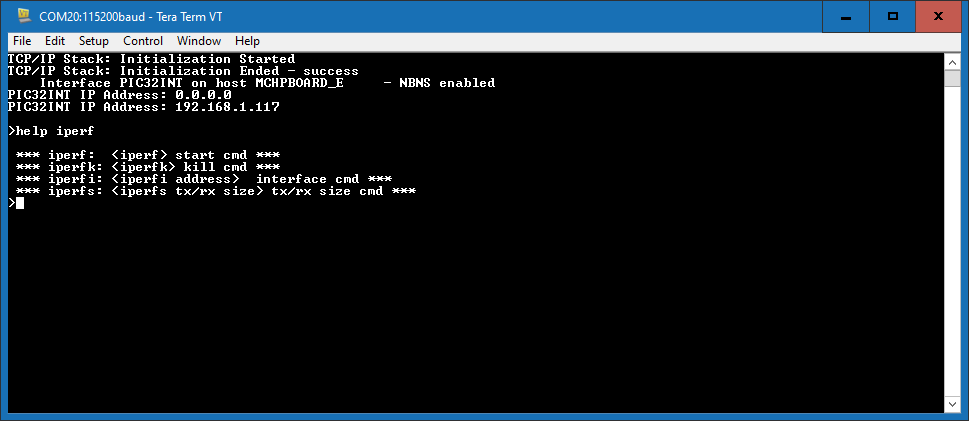 COM20:115200baud - Tera Term VT
File Edit Setup Control Window Help
TCP/IP Stack: Initialization Started
TCP/IP Stack: Initialization Ended - success
    Interface PIC32INT on host MCHPBOARD_E     - NBNS enabled
PIC32INT IP Address: 0.0.0.0
PIC32INT IP Address: 192.168.1.117
>help iperf
 *** iperf:  <iperf> start cmd ***
 *** iperfk: <iperfk> kill cmd ***
 *** iperfi: <iperfi address>  interface cmd ***
 *** iperfs: <iperfs tx/rx size> tx/rx size cmd ***
>